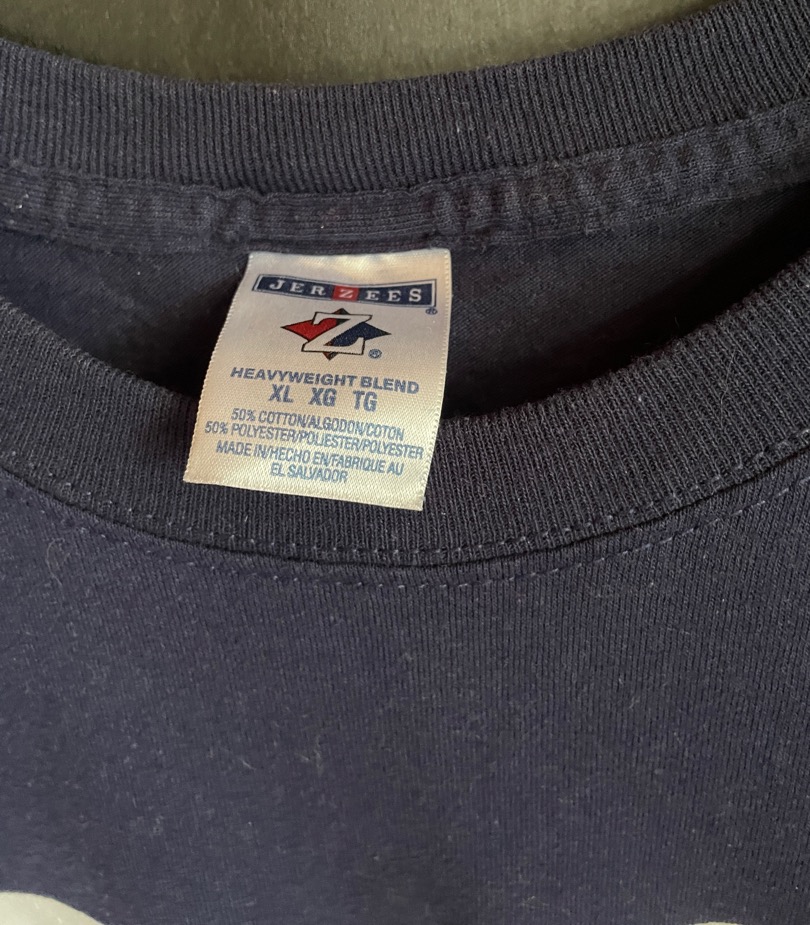 JERZEES®
Z®
HEAVYWEIGHT BLEND
XL XG TG
50% COTTON/ALGODON/COTON
50% POLYESTER/POLIESTER/POLYESTER
MADE IN/HECHO EN/FABRIQUE AU
EL SALVADOR